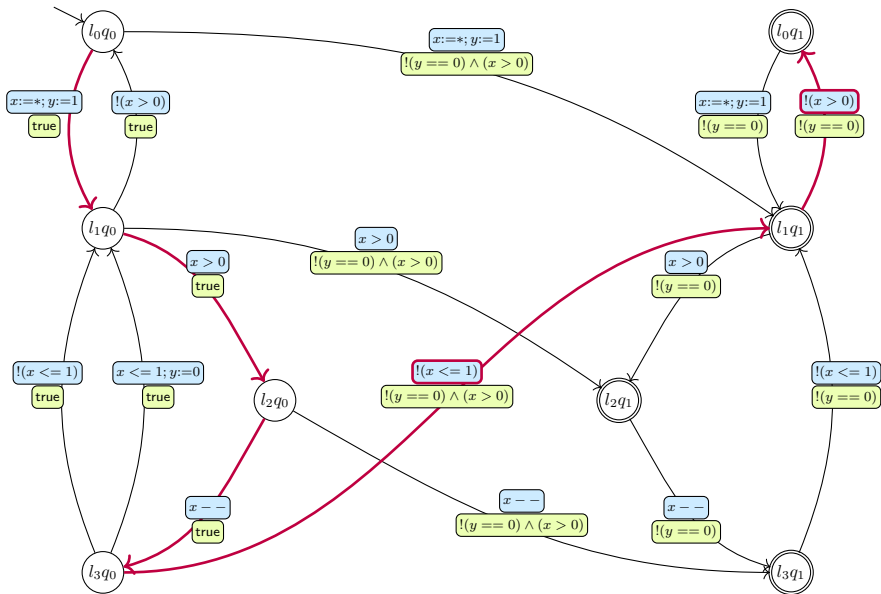 l₀q₀
l₀q₁
x:=*; y:=1
!(y == 0) ∧ (x > 0)
x:=*; y:=1
true
!(x > 0)
true
x:=*; y:=1
!(y == 0)
!(x > 0)
!(y == 0)
l₁q₀
l₁q₁
x > 0
!(y == 0) ∧ (x > 0)
x > 0
true
x > 0
!(y == 0)
!(x <= 1)
true
x <= 1; y:=0
true
!(x <= 1)
!(y == 0) ∧ (x > 0)
!(x <= 1)
!(y == 0)
l₂q₀
l₂q₁
x − −
true
x − −
!(y == 0) ∧ (x > 0)
x − −
!(y == 0)
l₃q₀
l₃q₁